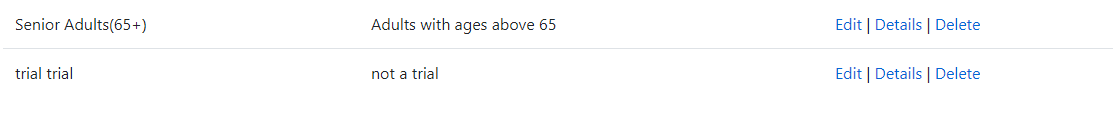 Senior Adults(65+) Adults with ages above 65 Edit | Details | Delete
trial trial not a trial Edit | Details | Delete